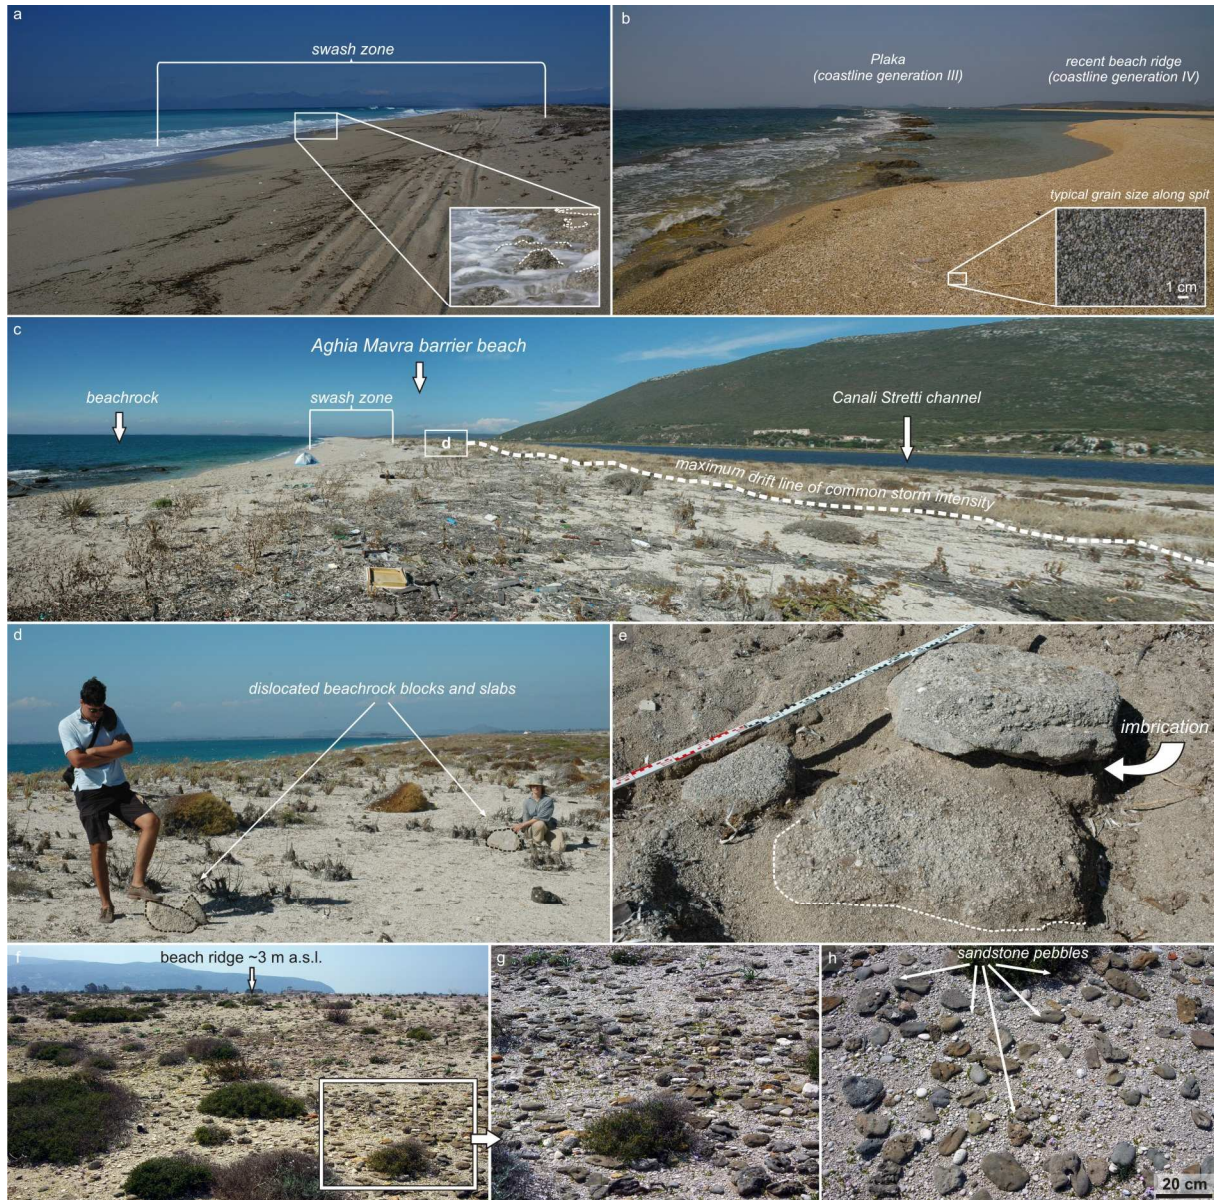 a
swash zone
b
Plaka
(coastline generation III)
recent beach ridge
(coastline generation IV)
typical grain size along spit
1 cm
c
Aghia Mavra barrier beach
beachrock
swash zone
d
Canali Stretti channel
maximum drift line of common storm intensity
d
dislocated beachrock blocks and slabs
e
imbrication
f
beach ridge ~3 m a.s.l.
g
h
sandstone pebbles
20 cm